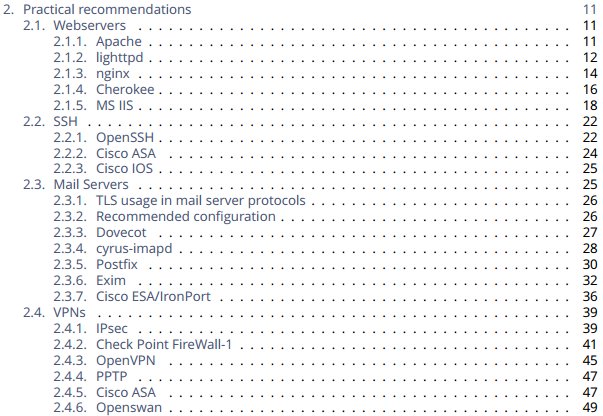 2. Practical recommendations 11
2.1. Webservers . . . . . . . . . . . . . . . . . . . . . . . . . . . . . . . . . . . . . . . . 11
2.1.1. Apache . . . . . . . . . . . . . . . . . . . . . . . . . . . . . . . . . . . . . . 11
2.1.2. lighttpd . . . . . . . . . . . . . . . . . . . . . . . . . . . . . . . . . . . . . . 12
2.1.3. nginx . . . . . . . . . . . . . . . . . . . . . . . . . . . . . . . . . . . . . . . 14
2.1.4. Cherokee . . . . . . . . . . . . . . . . . . . . . . . . . . . . . . . . . . . . . 16
2.1.5. MS IIS . . . . . . . . . . . . . . . . . . . . . . . . . . . . . . . . . . . . . . . 18
2.2. SSH . . . . . . . . . . . . . . . . . . . . . . . . . . . . . . . . . . . . . . . . . . . . 22
2.2.1. OpenSSH . . . . . . . . . . . . . . . . . . . . . . . . . . . . . . . . . . . . . 22
2.2.2. Cisco ASA . . . . . . . . . . . . . . . . . . . . . . . . . . . . . . . . . . . . . 24
2.2.3. Cisco IOS . . . . . . . . . . . . . . . . . . . . . . . . . . . . . . . . . . . . . 25
2.3. Mail Servers . . . . . . . . . . . . . . . . . . . . . . . . . . . . . . . . . . . . . . . 25
2.3.1. TLS usage in mail server protocols . . . . . . . . . . . . . . . . . . . . . . 26
2.3.2. Recommended configuration . . . . . . . . . . . . . . . . . . . . . . . . . 26
2.3.3. Dovecot . . . . . . . . . . . . . . . . . . . . . . . . . . . . . . . . . . . . . . 27
2.3.4. cyrus-imapd . . . . . . . . . . . . . . . . . . . . . . . . . . . . . . . . . . . 28
2.3.5. Postfix . . . . . . . . . . . . . . . . . . . . . . . . . . . . . . . . . . . . . . . 30
2.3.6. Exim . . . . . . . . . . . . . . . . . . . . . . . . . . . . . . . . . . . . . . . . 32
2.3.7. Cisco ESA/IronPort . . . . . . . . . . . . . . . . . . . . . . . . . . . . . . . 36
2.4. VPNs . . . . . . . . . . . . . . . . . . . . . . . . . . . . . . . . . . . . . . . . . . . 39
2.4.1. IPsec . . . . . . . . . . . . . . . . . . . . . . . . . . . . . . . . . . . . . . . . 39
2.4.2. Check Point FireWall-1 . . . . . . . . . . . . . . . . . . . . . . . . . . . . . 41
2.4.3. OpenVPN . . . . . . . . . . . . . . . . . . . . . . . . . . . . . . . . . . . . . 45
2.4.4. PPTP . . . . . . . . . . . . . . . . . . . . . . . . . . . . . . . . . . . . . . . . 47
2.4.5. Cisco ASA . . . . . . . . . . . . . . . . . . . . . . . . . . . . . . . . . . . . . 47
2.4.6. Openswan . . . . . . . . . . . . . . . . . . . . . . . . . . . . . . . . . . . . 49